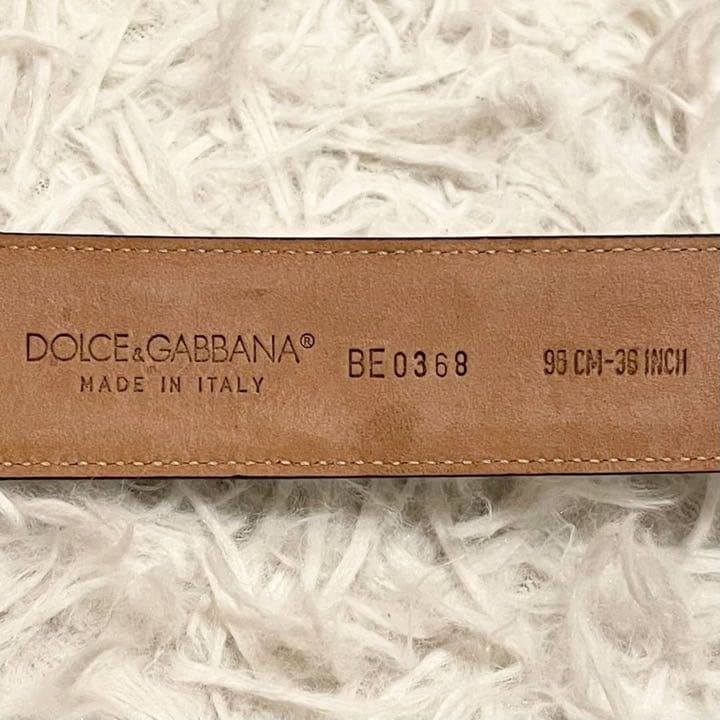 DOLCE&GABBANA® BE0368 90 CM-36 INCH
MADE IN ITALY